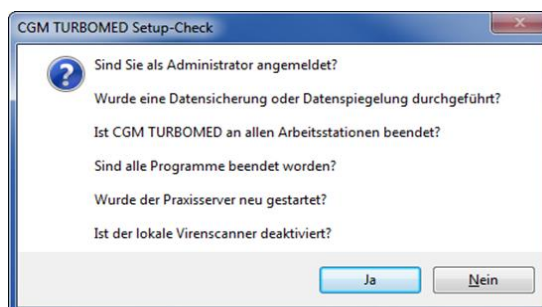 CGM TURBOMED Setup-Check
Sind Sie als Administrator angemeldet?
Wurde eine Datensicherung oder Datenspiegelung durchgeführt?
Ist CGM TURBOMED an allen Arbeitsstationen beendet?
Sind alle Programme beendet worden?
Wurde der Praxisserver neu gestartet?
Ist der lokale Virenscanner deaktiviert?
Ja Nein